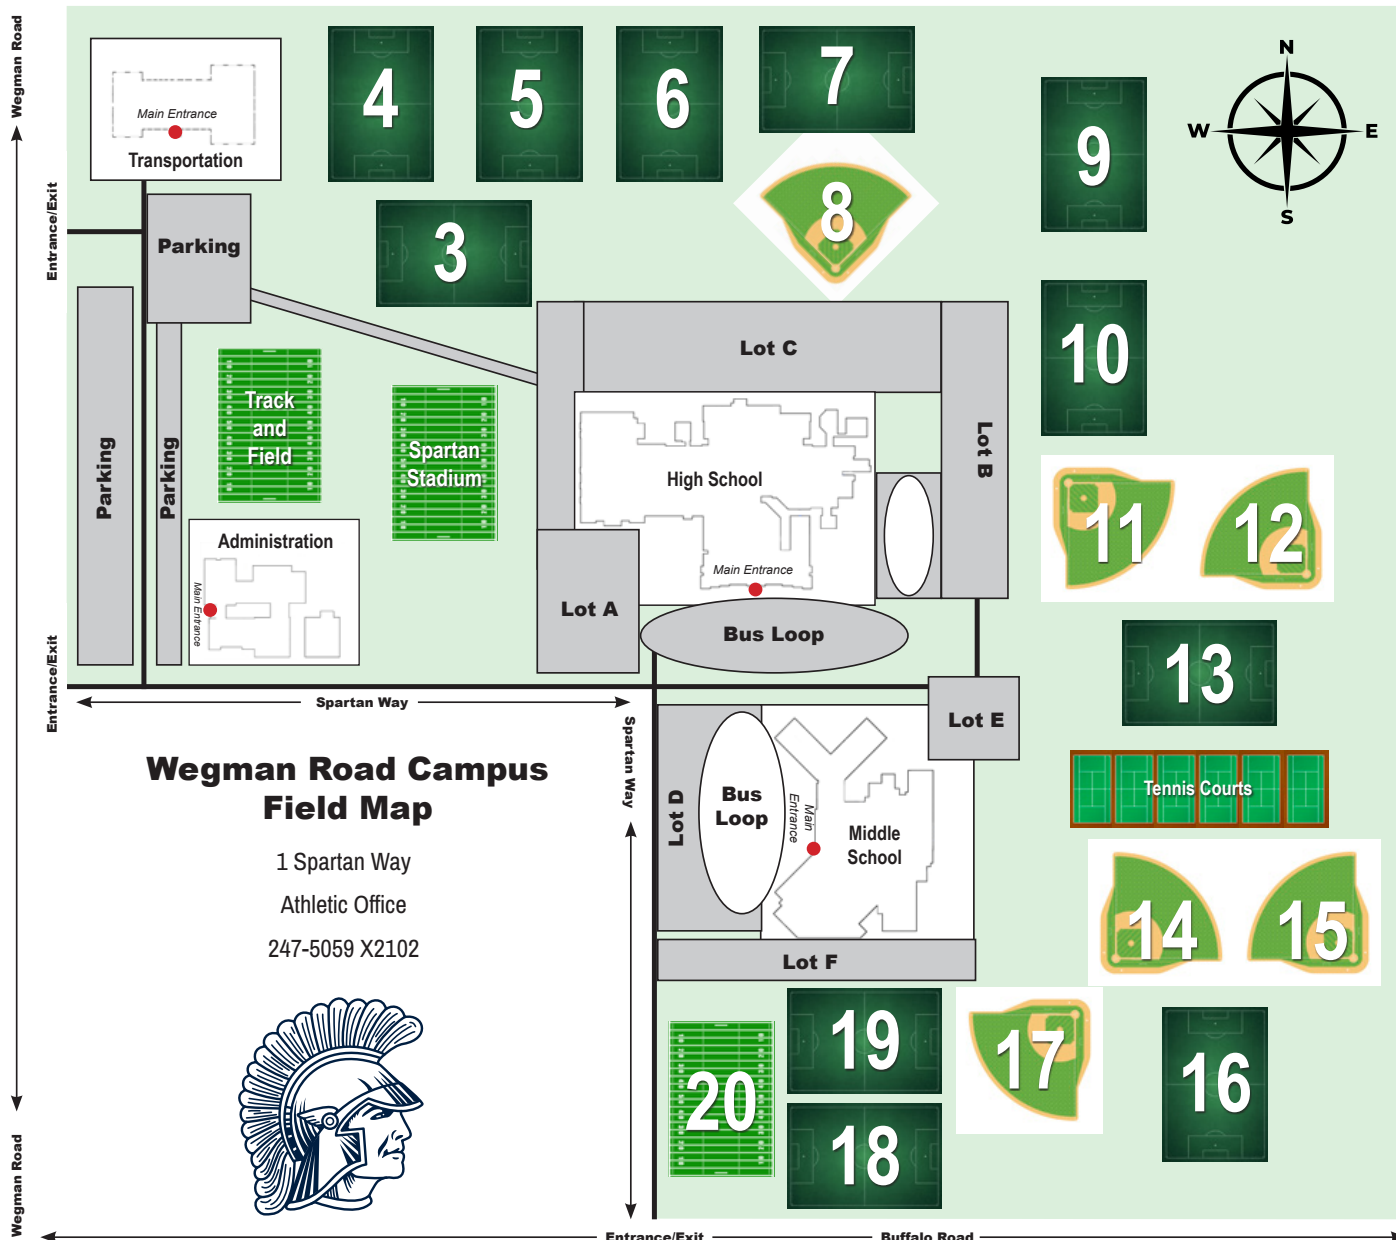 Wegman Road
4
5
6
7
N
W
E
S
9
Main Entrance
Transportation
8
Entrance/Exit
Parking
3
Lot C
10
Track
and
Field
Spartan
Stadium
High School
Lot B
Parking
Parking
11
12
Administration
Main Entrance
Main Entrance
Lot A
Bus Loop
Entrance/Exit
13
Spartan Way
Lot E
Spartan Way
Wegman Road Campus
Field Map
Lot D
Bus
Loop
Main
Entrance
Middle
School
Tennis Courts
1 Spartan Way
Athletic Office
247-5059 X2102
14
15
Lot F
20
19
17
16
18
Wegman Road
Entrance/Exit
Buffalo Road